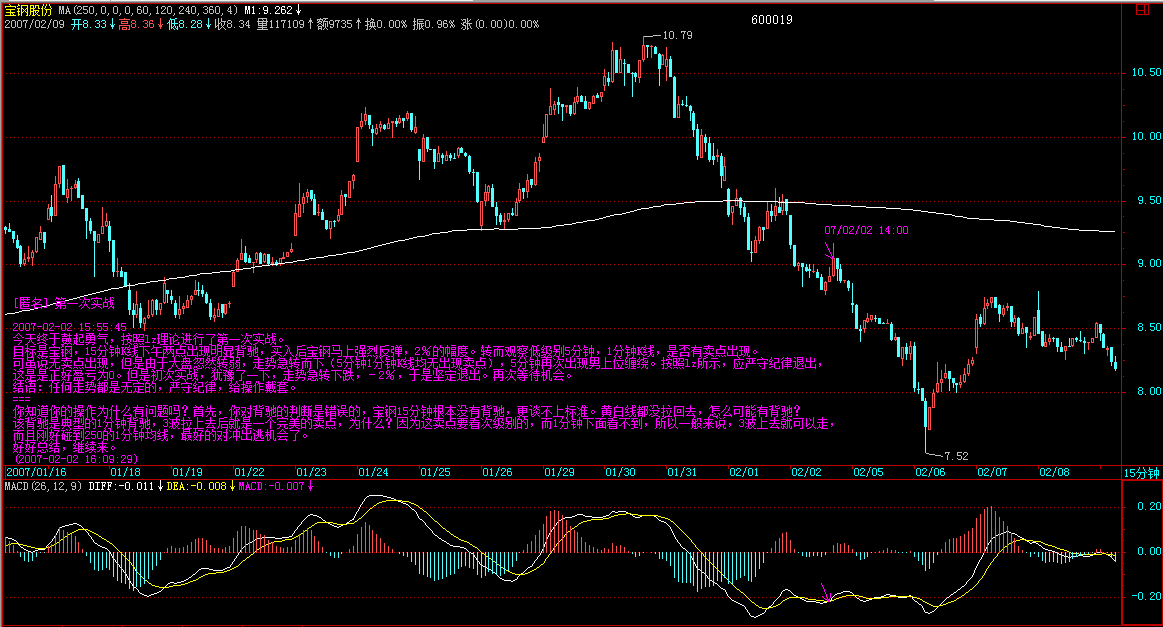 宝钢股份 MA(250,0,0,0,60,120,240,360,4) M1:9.262↓
2007/02/09 开8.33↓高8.36↓低8.28↓收8.34 量117109↑额9735↑换0.00% 振0.96% 涨(0.00)0.00%
600019
10.79
10.50
10.00
9.50
07/02/02 14:00
9.00
[匿名] 第一次实战
2007-02-02 15:55:45
8.50
今天终于鼓起勇气，按照lz理论进行了第一次实战。
目标是宝钢，15分钟K线下午两点出现明显背驰，买入后宝钢马上强烈反弹，2%的幅度。转而观察低级别5分钟，1分钟K线，是否有卖点出现。
可喜每天卖点出现，但是由于大盘忽然转弱，走势急转而下（5分钟1分钟K线均无出现卖点），5分钟再次出现男上位缠绕。按照lz所示，应严守纪律退出，
这是正好盈亏为0。但是初次实战，犹豫了一下，走势急转下跌，-2%，于是坚定退出。再次等待机会。
结语：任何走势都是无定的，严守纪律，缩操作戴套。
===
8.00
你知道你的操作为什么有问题吗？首先，你对背驰的判断是错误的，宝钢15分钟根本没有背驰，更谈不上标准。黄白线都没拉回去，怎么可能有背驰？
该背驰是典型的1分钟背驰，3波拉上去后就是一个完美的卖点，为什么？因为这卖点要看次级别的，而1分钟下面看不到，所以一般来说，3波上去就可以走，
而且刚好碰到250的1分钟均线，最好的对冲出逃机会了。
好好总结，继续来。
(2007-02-02 18:09:29)
7.52
2007/01/16 01/18 01/19 01/22 01/23 01/24 01/25 01/26 01/29 01/30 01/31 02/01 02/02 02/05 02/06 02/07 02/08 15分钟
MACD(26,12,9) DIFF:-0.011↓DEA:-0.008↓MACD:-0.007↓
0.20
0.00
-0.20